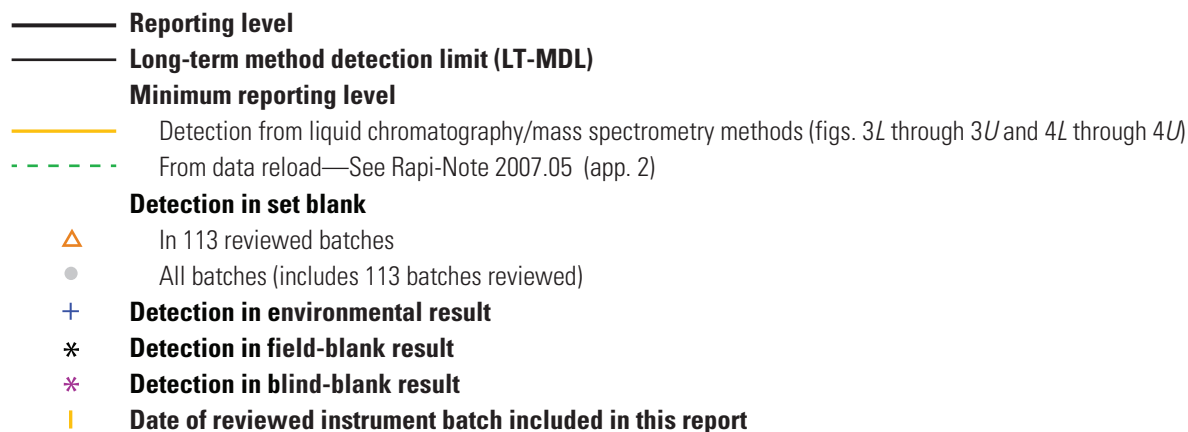 Reporting level
Long-term method detection limit (LT-MDL)
Minimum reporting level
Detection from liquid chromatography/mass spectrometry methods (figs. 3L through 3U and 4L through 4U)
From data reload—See Rapi-Note 2007.05 (app. 2)
Detection in set blank
In 113 reviewed batches
All batches (includes 113 batches reviewed)
Detection in environmental result
Detection in field-blank result
Detection in blind-blank result
Date of reviewed instrument batch included in this report